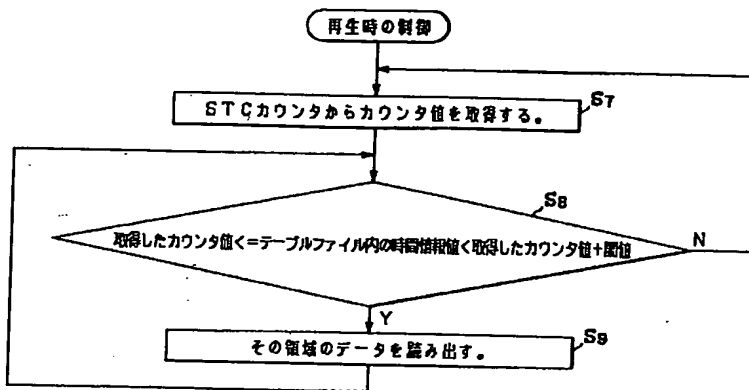 再生時の制御
STCカウンタからカウンタ値を取得する。
S7
S8
取得したカウンタ値<=テーブルファイル内の時間情報値<取得したカウンタ値+閾値
N
Y
その領域のデータを読み出す。
S9